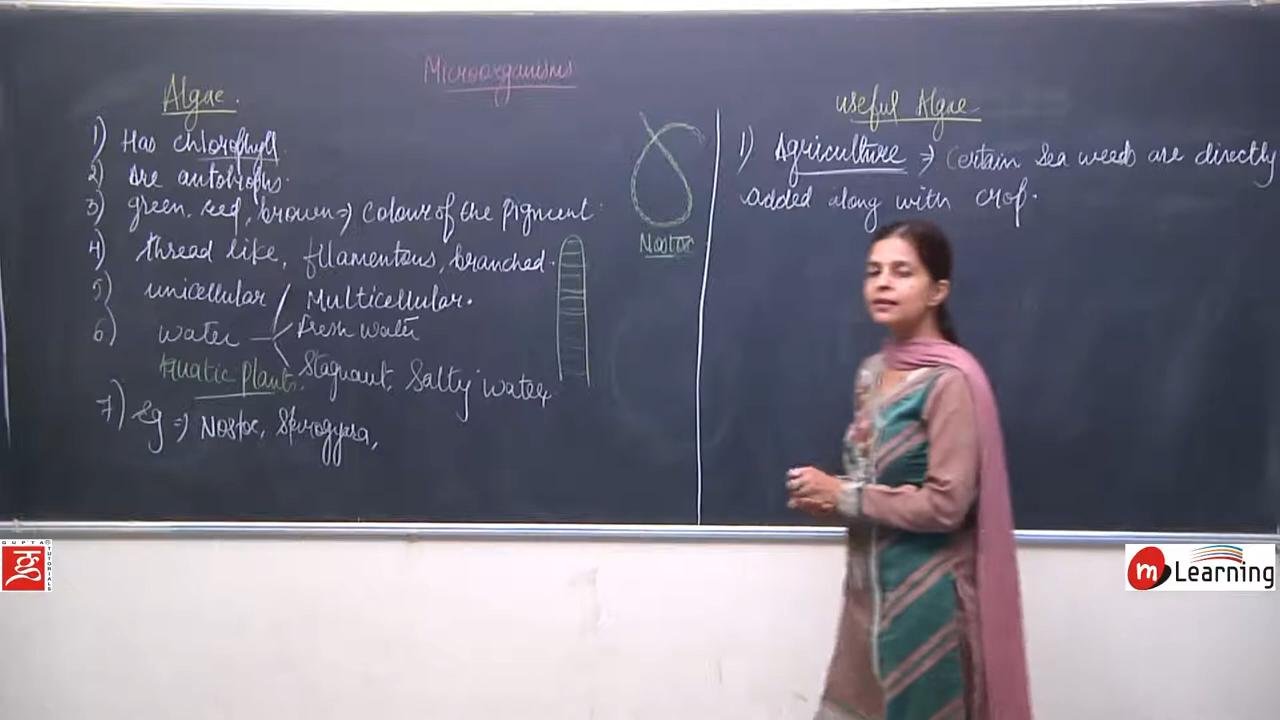 Microorganisms
Algae.
1) Has chlorophyll.
2) Are autotrophs.
3) green, red, brown ⇒ Colour of the pigment.
4) thread like, filamentous, branched.
5) unicellular / Multicellular.
6) water — Fresh water
Aquatic Plants. Stagnant, Salty water.
7) Eg ⇒ Nostoc, Spirogyra,
Nostoc
useful Algae
1) Agriculture ⇒ Certain Sea weeds are directly
added along with crop.
GUPTA TUTORIALS
m Learning